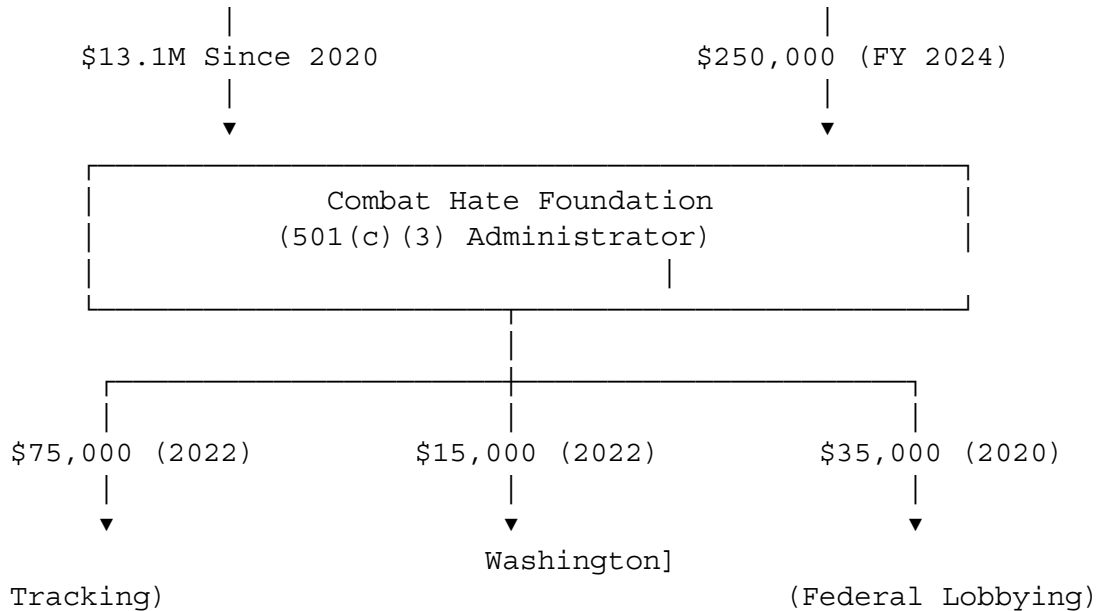 $13.1M Since 2020 $250,000 (FY 2024)
Combat Hate Foundation
(501(c)(3) Administrator)
$75,000 (2022) $15,000 (2022) $35,000 (2020)
Washington]
Tracking) (Federal Lobbying)